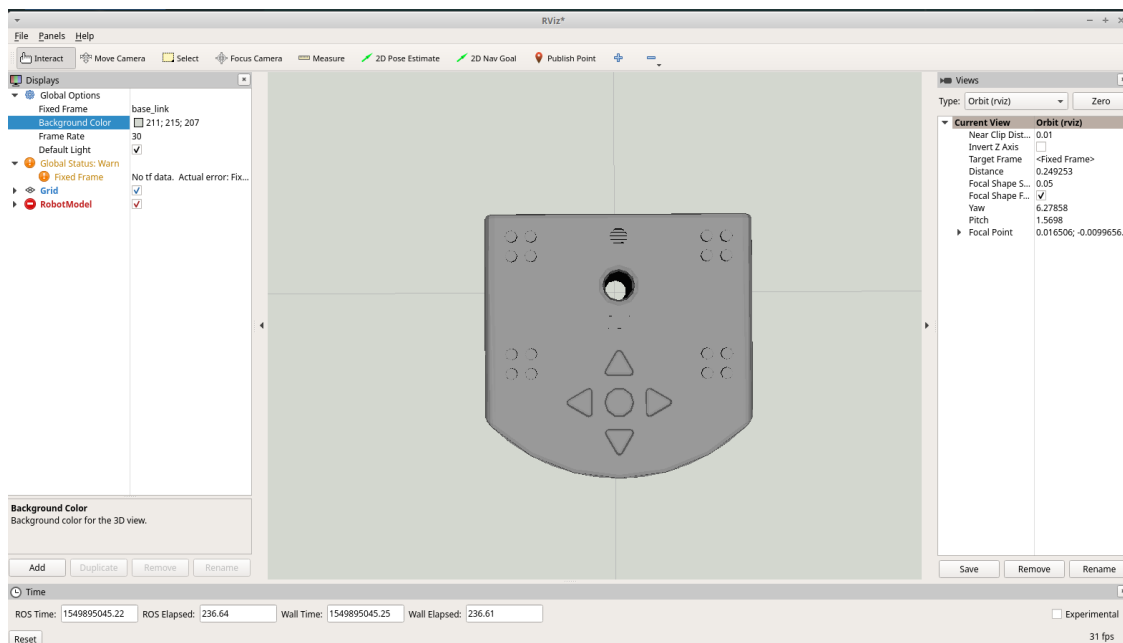 RViz*
File Panels Help
Interact Move Camera Select Focus Camera Measure 2D Pose Estimate 2D Nav Goal Publish Point
Displays
Global Options
Fixed Frame base_link
Background Color 211; 215; 207
Frame Rate 30
Default Light
Global Status: Warn
Fixed Frame No tf data. Actual error: Fix...
Grid
RobotModel
Background Color
Background color for the 3D view.
Add Duplicate Remove Rename
Views
Type: Orbit (rviz) Zero
Current View Orbit (rviz)
Near Clip Dist... 0.01
Invert Z Axis
Target Frame <Fixed Frame>
Distance 0.249253
Focal Shape S... 0.05
Focal Shape F...
Yaw 6.27858
Pitch 1.5698
Focal Point 0.016506; -0.0099656.
Save Remove Rename
Time
ROS Time: 1549895045.22 ROS Elapsed: 236.64 Wall Time: 1549895045.25 Wall Elapsed: 236.61 Experimental
Reset 31 fps